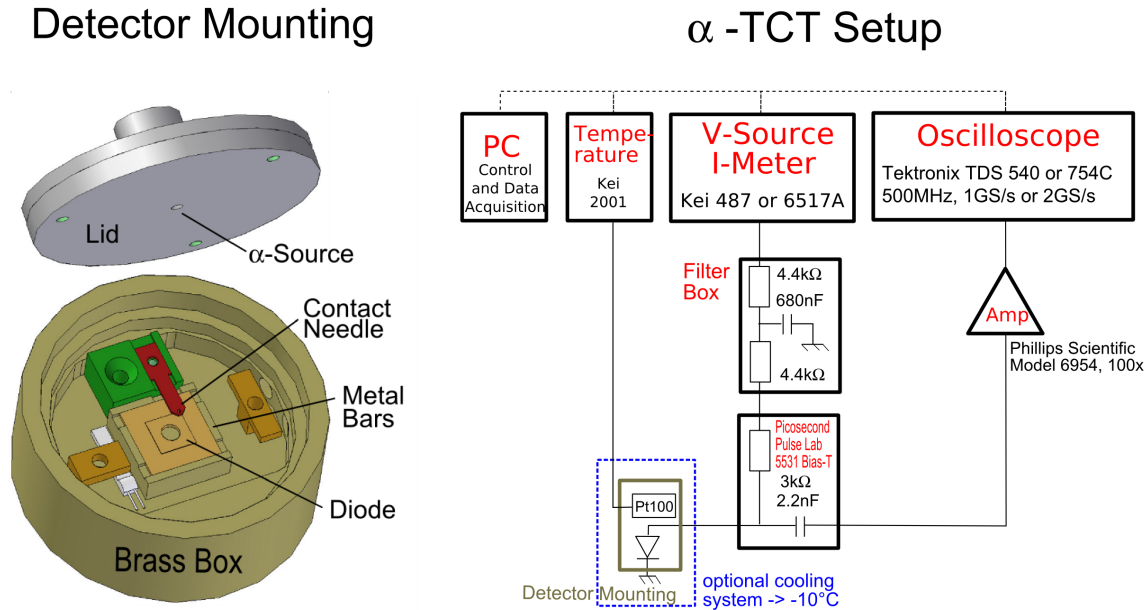 Detector Mounting
Lid
α-Source
Contact
Needle
Metal
Bars
Diode
Brass Box
α -TCT Setup
PC
Control
and Data
Acquisition
Tempe-
rature
Kei
2001
V-Source
I-Meter
Kei 487 or 6517A
Oscilloscope
Tektronix TDS 540 or 754C
500MHz, 1GS/s or 2GS/s
Filter
Box
4.4kΩ
680nF
4.4kΩ
Amp
Phillips Scientific
Model 6954, 100x
Picosecond
Pulse Lab
5531 Bias-T
3kΩ
2.2nF
Pt100
Detector Mounting
optional cooling
system -> -10°C